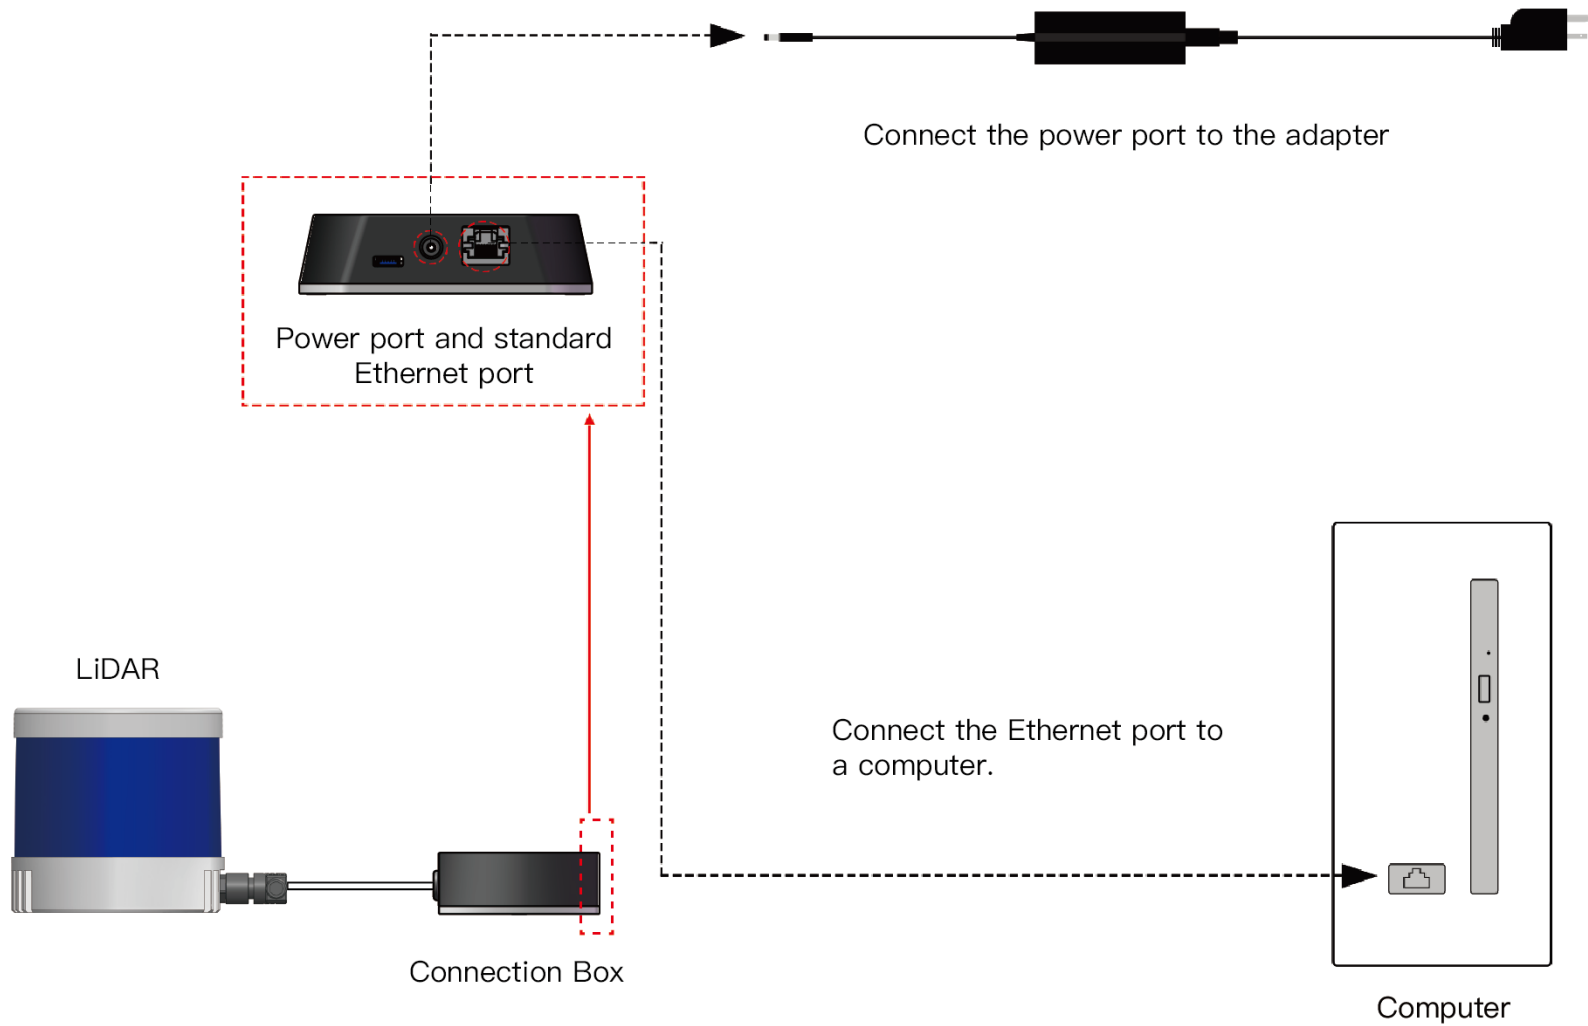 Connect the power port to the adapter
Power port and standard
Ethernet port
LiDAR
Connect the Ethernet port to
a computer.
Connection Box
Computer